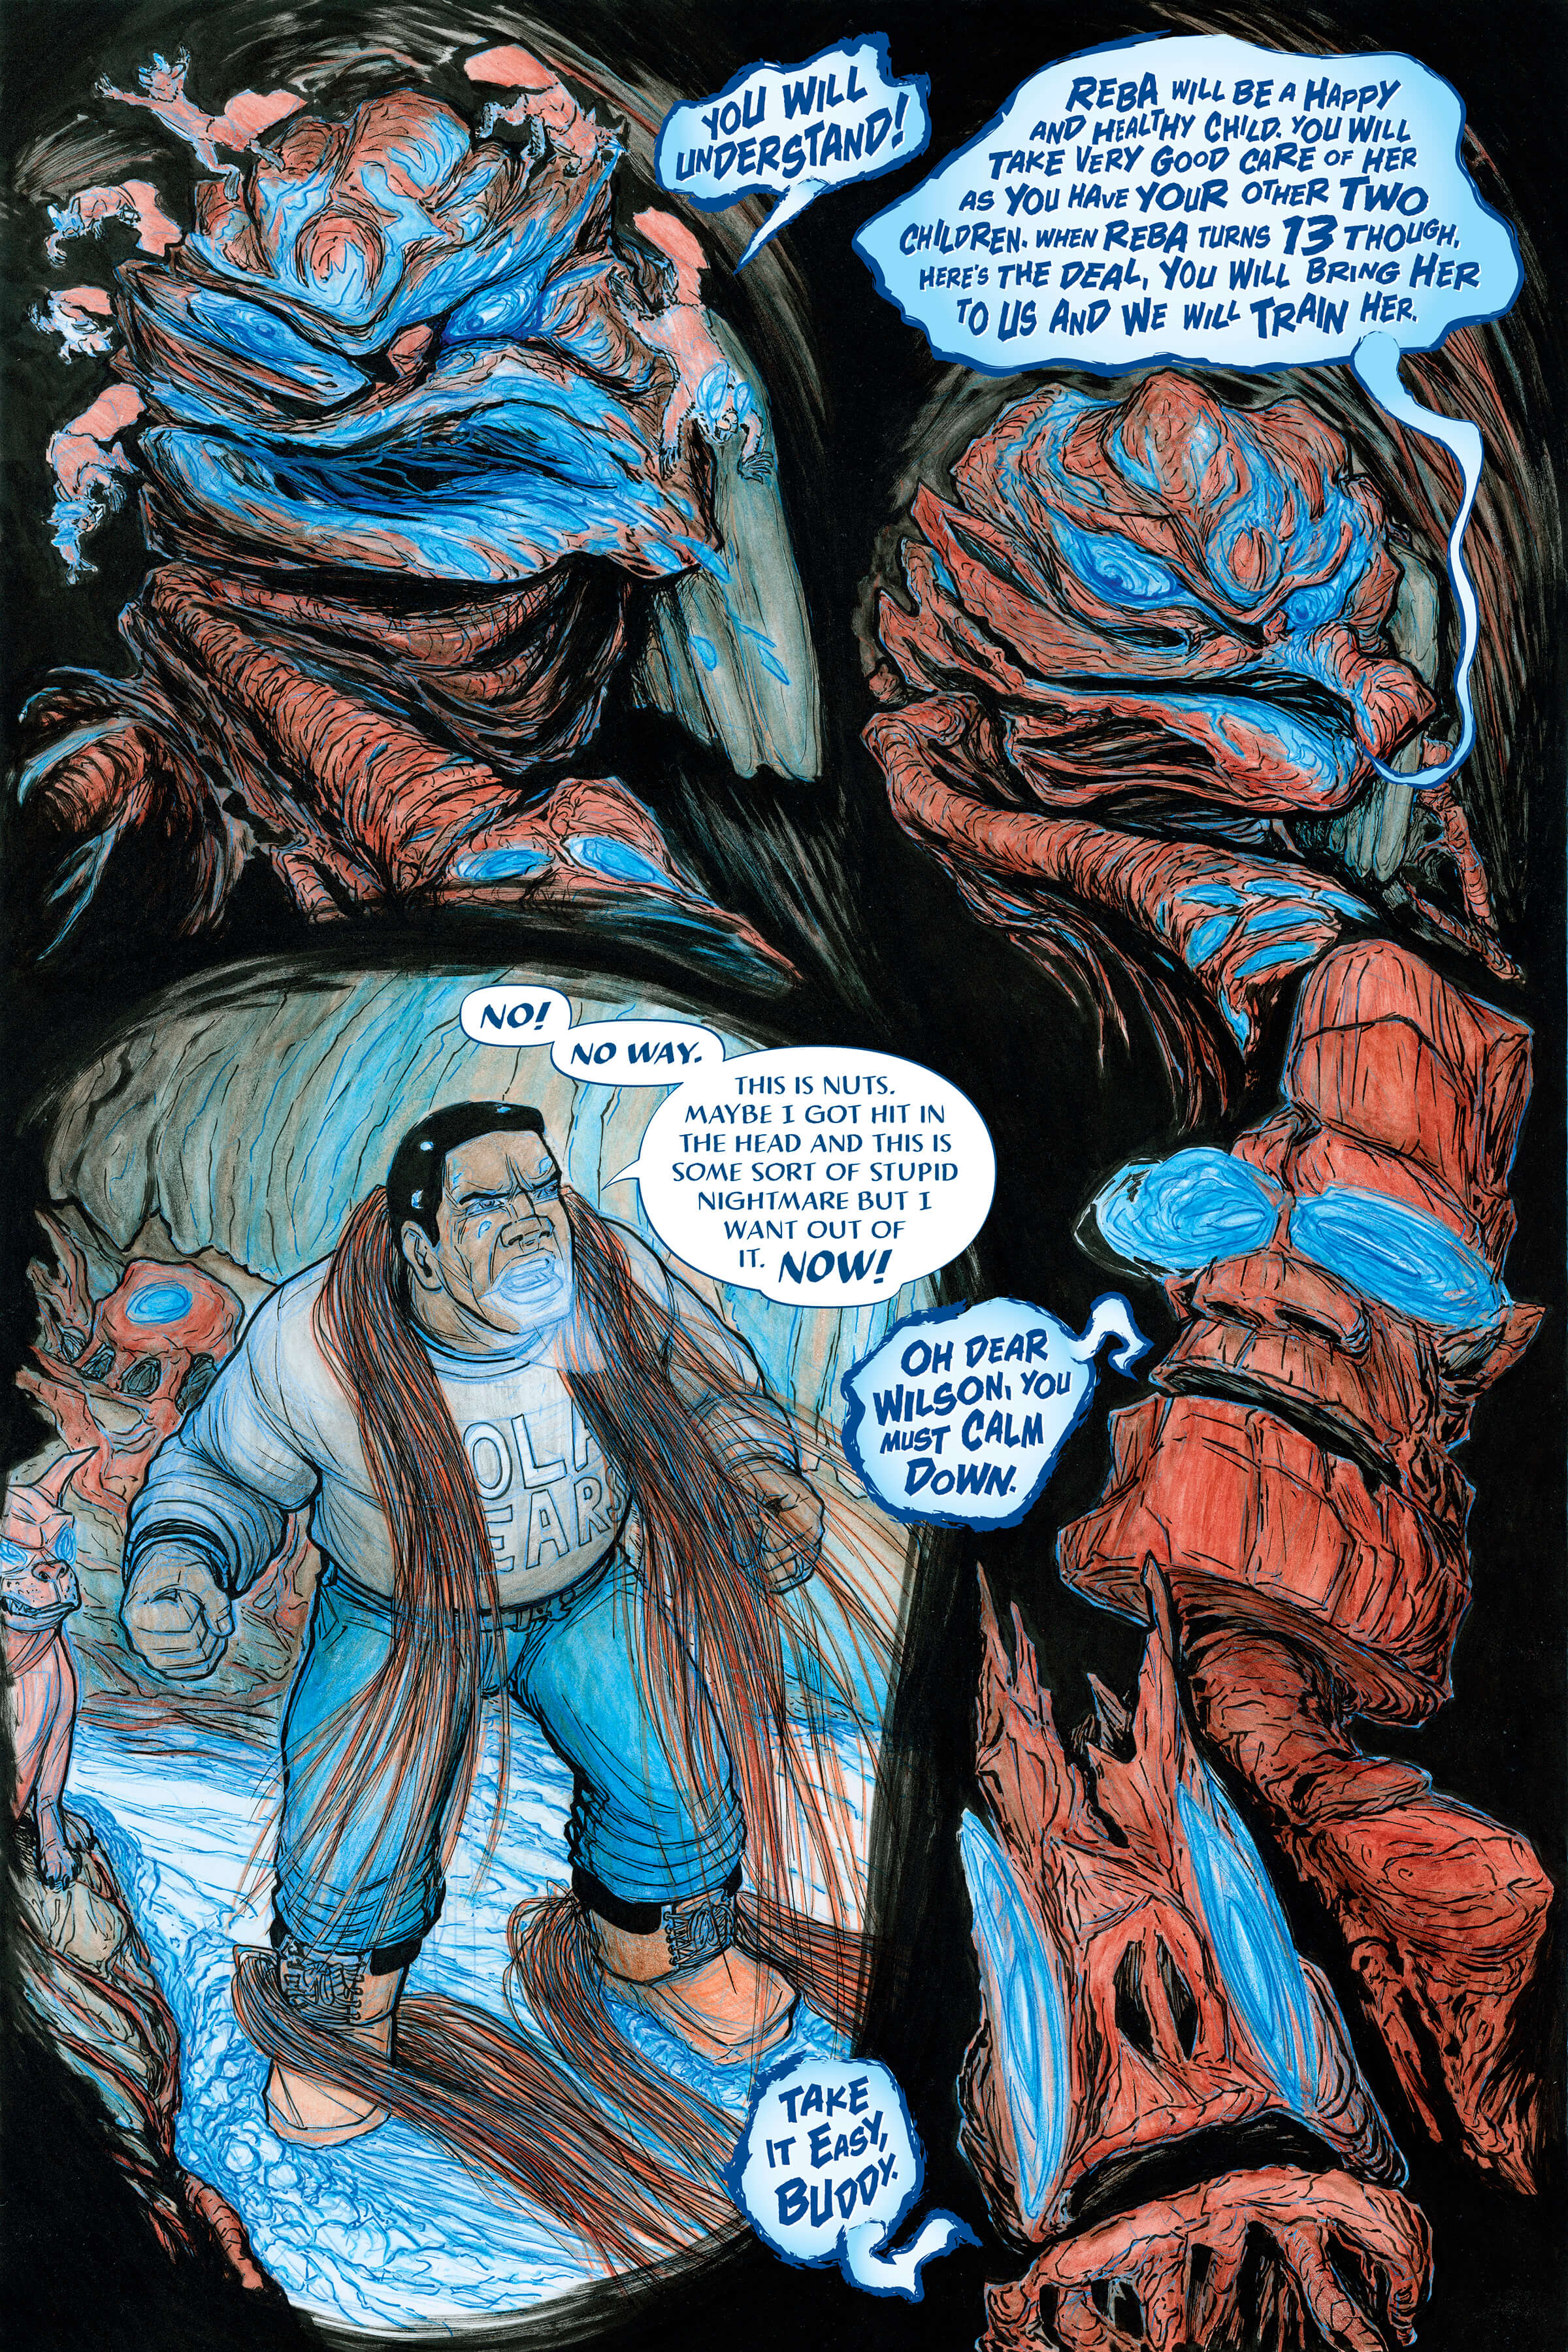 YOU WILL
UNDERSTAND!
REBA WILL BE A HAPPY
AND HEALTHY CHILD. YOU WILL
TAKE VERY GOOD CARE OF HER
AS YOU HAVE YOUR OTHER TWO
CHILDREN. WHEN REBA TURNS 13 THOUGH,
HERE'S THE DEAL, YOU WILL BRING HER
TO US AND WE WILL TRAIN HER.
NO!
NO WAY.
THIS IS NUTS.
MAYBE I GOT HIT IN
THE HEAD AND THIS IS
SOME SORT OF STUPID
NIGHTMARE BUT I
WANT OUT OF
IT. NOW!
OLA
EARS
OH DEAR
WILSON, YOU
MUST CALM
DOWN.
TAKE
IT EASY,
BUDDY.